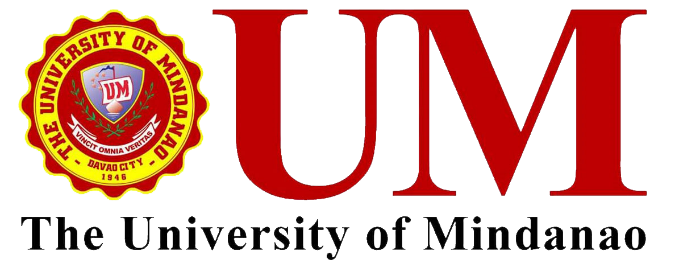 THE UNIVERSITY OF MINDANAO
UM
VINCIT OMNIA VERITAS
- DAVAO CITY -
1946
UM
The University of Mindanao